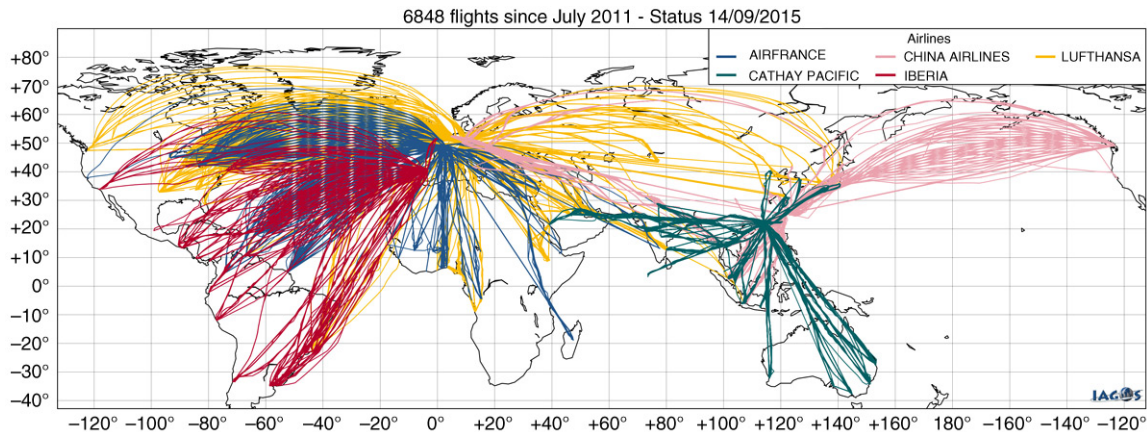 6848 flights since July 2011 - Status 14/09/2015
Airlines
AIRFRANCE CHINA AIRLINES LUFTHANSA
CATHAY PACIFIC IBERIA
+80°
+70°
+60°
+50°
+40°
+30°
+20°
+10°
0°
−10°
−20°
−30°
−40°
IAGOS
−120° −100° −80° −60° −40° −20° 0° +20° +40° +60° +80° +100° +120° +140° +160° −180° −160° −140° −120°